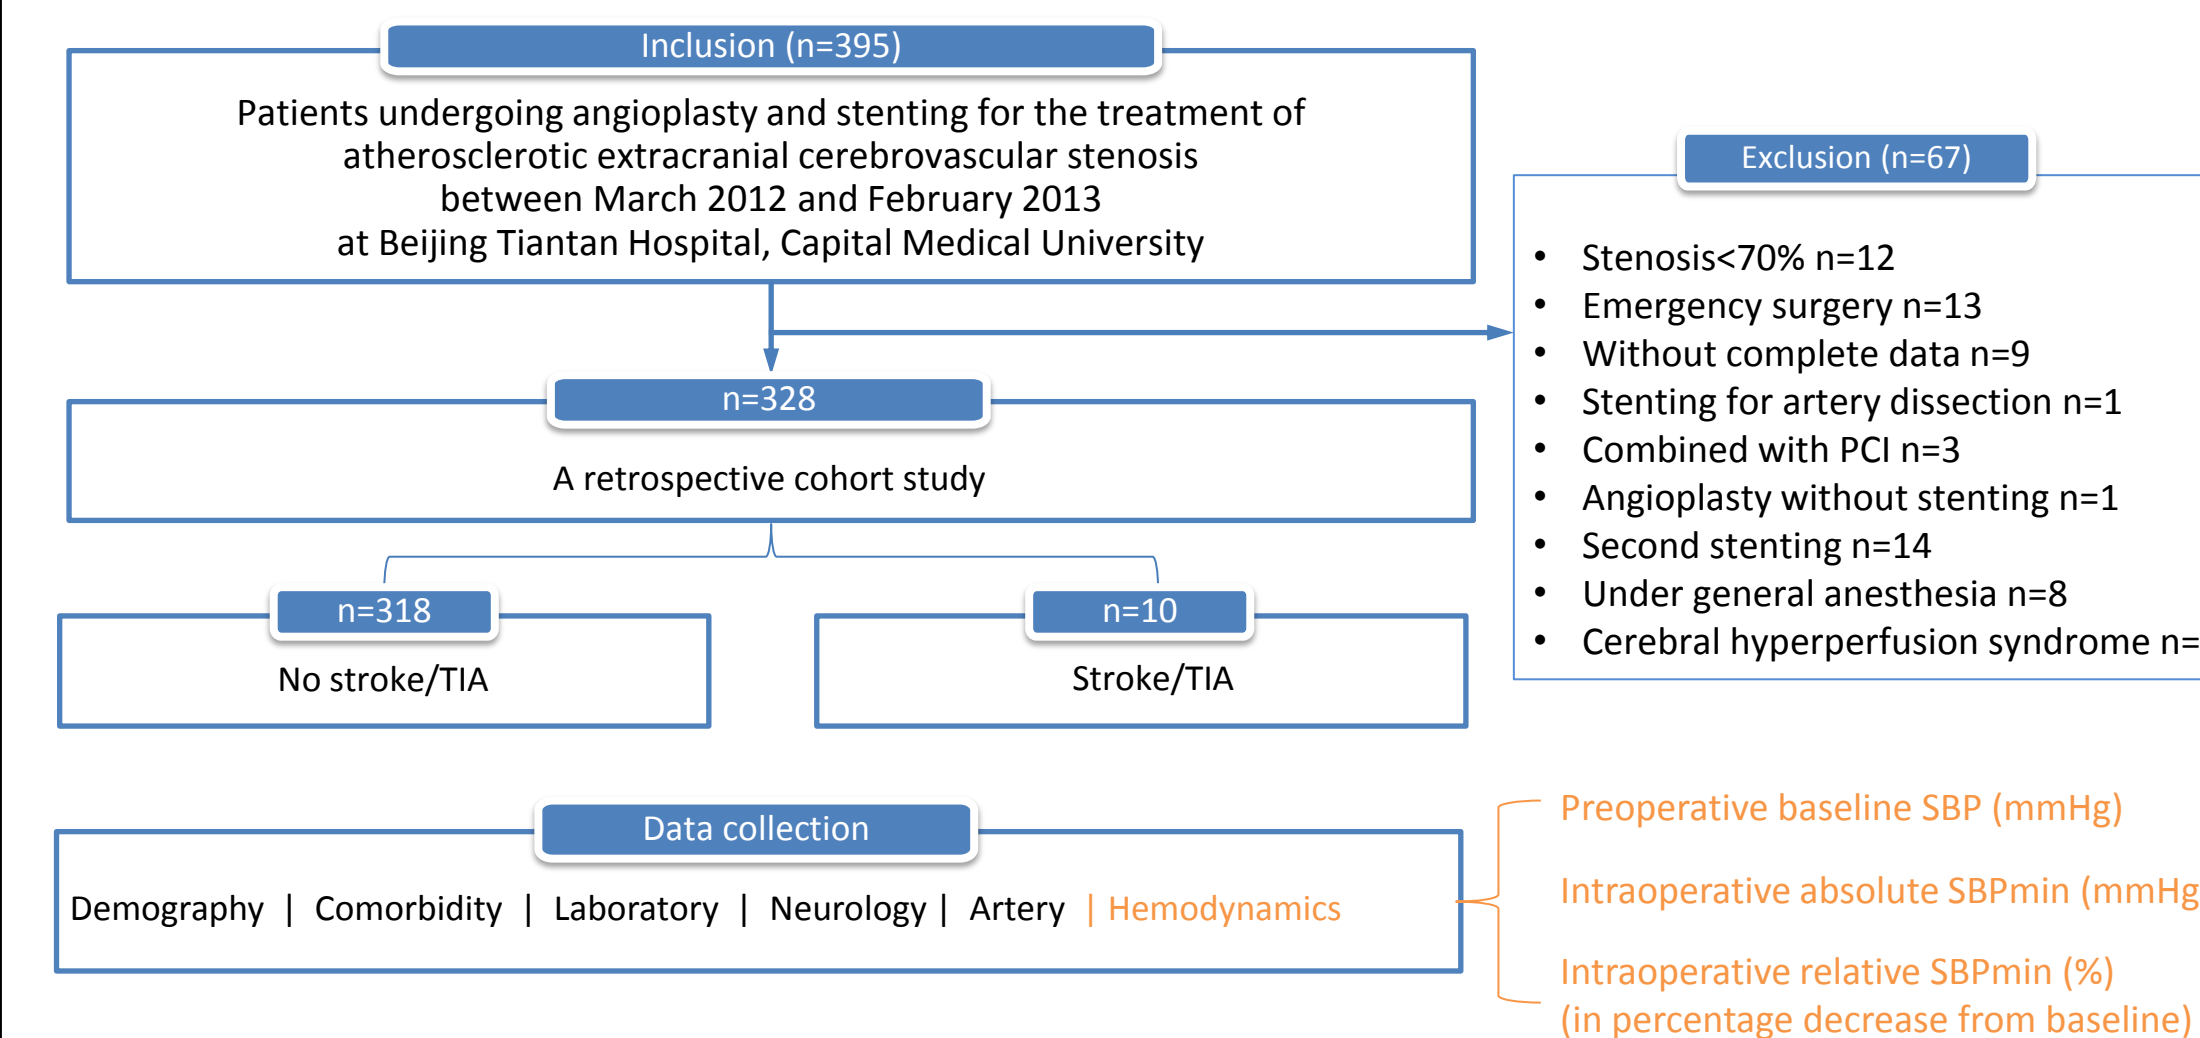 Inclusion (n=395)
Patients undergoing angioplasty and stenting for the treatment of
atherosclerotic extracranial cerebrovascular stenosis
between March 2012 and February 2013
at Beijing Tiantan Hospital, Capital Medical University
Exclusion (n=67)
• Stenosis<70% n=12
• Emergency surgery n=13
• Without complete data n=9
• Stenting for artery dissection n=1
• Combined with PCI n=3
• Angioplasty without stenting n=1
• Second stenting n=14
• Under general anesthesia n=8
• Cerebral hyperperfusion syndrome n=
n=328
A retrospective cohort study
n=318
No stroke/TIA
n=10
Stroke/TIA
Data collection
Demography | Comorbidity | Laboratory | Neurology | Artery | Hemodynamics
Preoperative baseline SBP (mmHg)
Intraoperative absolute SBPmin (mmHg
Intraoperative relative SBPmin (%)
(in percentage decrease from baseline)